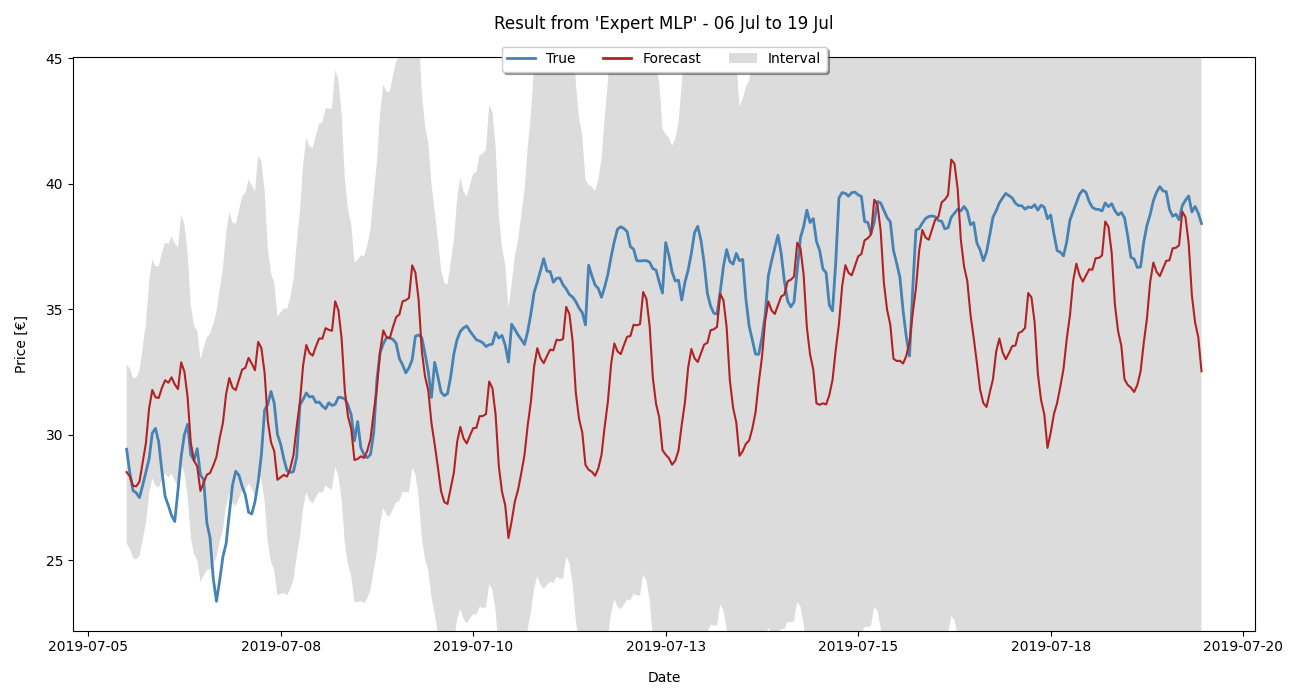 Result from 'Expert MLP' - 06 Jul to 19 Jul
True Forecast Interval
45
40
35
30
25
Price [€]
2019-07-05 2019-07-08 2019-07-10 2019-07-13 2019-07-15 2019-07-18 2019-07-20
Date